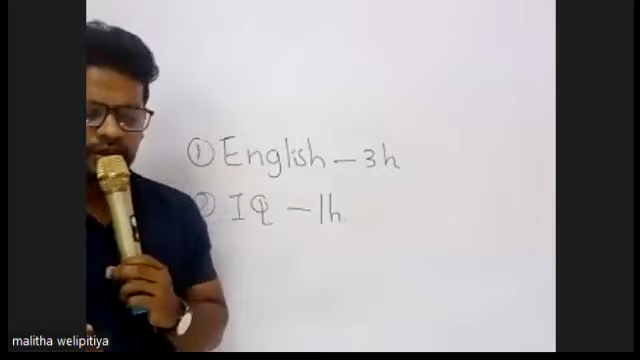 ① English – 3h
② IQ – 1h
malitha welipitiya